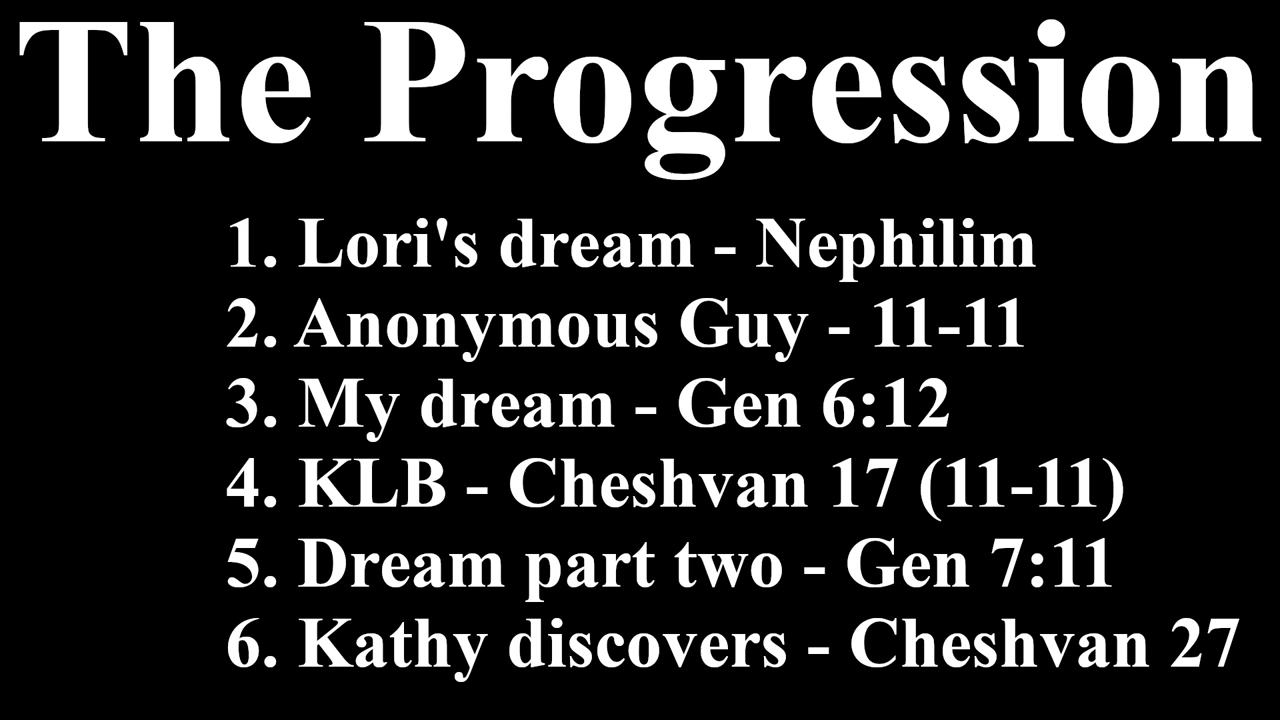 The Progression
1. Lori's dream - Nephilim
2. Anonymous Guy - 11-11
3. My dream - Gen 6:12
4. KLB - Cheshvan 17 (11-11)
5. Dream part two - Gen 7:11
6. Kathy discovers - Cheshvan 27